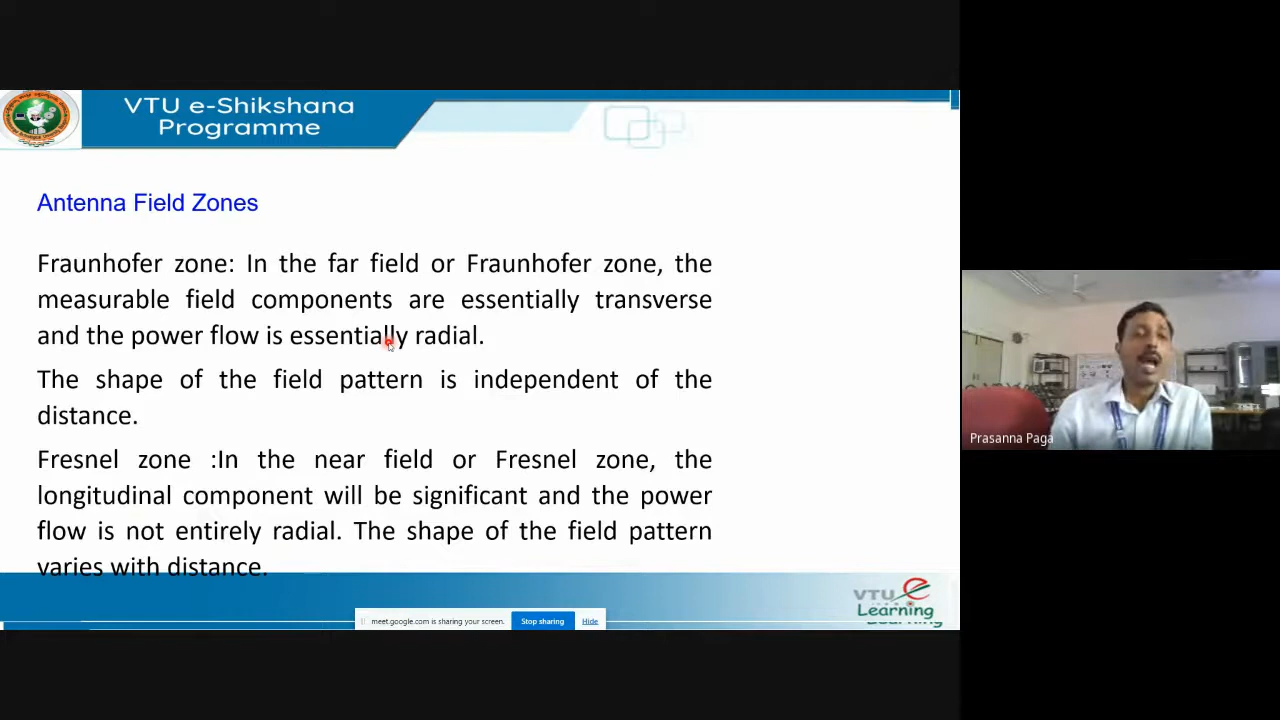 VTU e-Shikshana
Programme
Antenna Field Zones
Fraunhofer zone: In the far field or Fraunhofer zone, the
measurable field components are essentially transverse
and the power flow is essentially radial.
The shape of the field pattern is independent of the
distance.
Fresnel zone :In the near field or Fresnel zone, the
longitudinal component will be significant and the power
flow is not entirely radial. The shape of the field pattern
varies with distance.
VTU e
Learning
Learning
meet.google.com is sharing your screen.
Stop sharing
Hide
Prasanna Paga